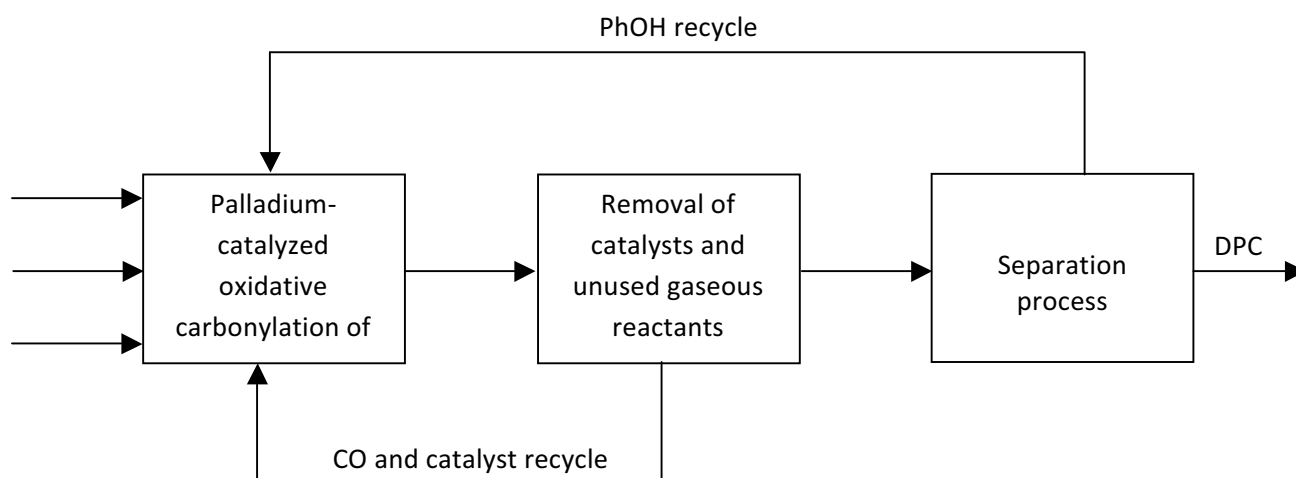 PhOH recycle
Palladium-
catalyzed
oxidative
carbonylation of
Removal of
catalysts and
unused gaseous
reactants
Separation
process
DPC
CO and catalyst recycle